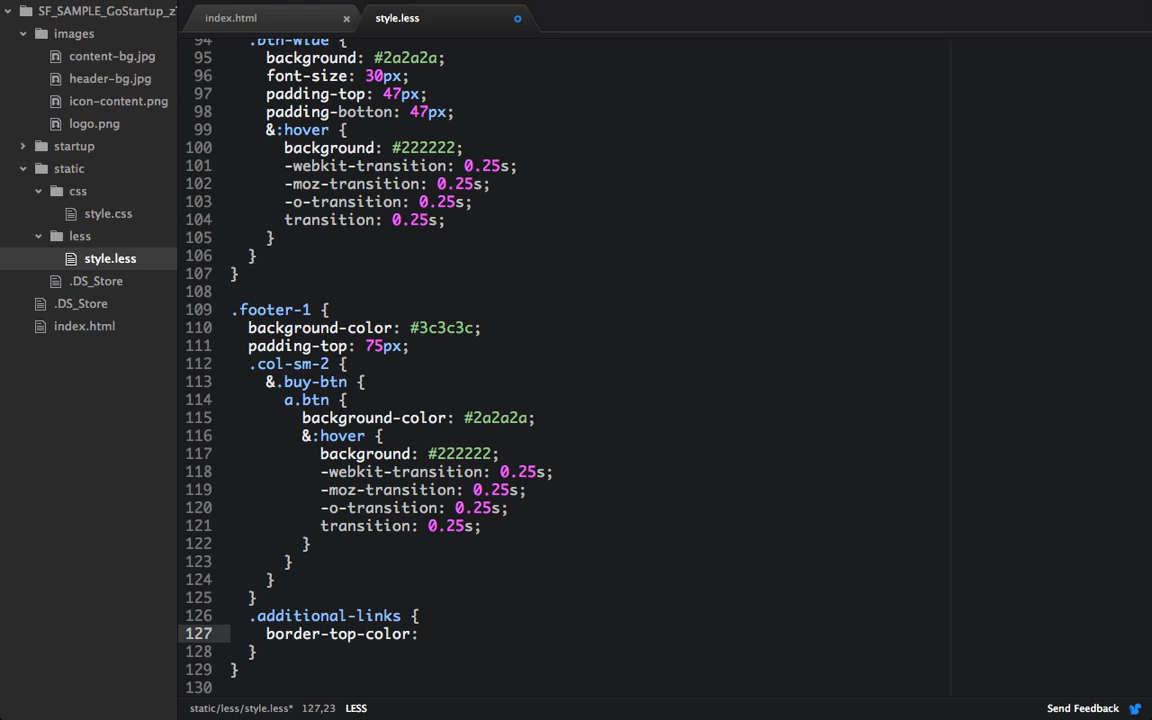 SF_SAMPLE_GoStartup_z
images
content-bg.jpg
header-bg.jpg
icon-content.png
logo.png
startup
static
css
style.css
less
style.less
.DS_Store
.DS_Store
index.html
index.html ×
style.less
94 .btn-wide {
95 background: #2a2a2a;
96 font-size: 30px;
97 padding-top: 47px;
98 padding-botton: 47px;
99 &:hover {
100 background: #222222;
101 -webkit-transition: 0.25s;
102 -moz-transition: 0.25s;
103 -o-transition: 0.25s;
104 transition: 0.25s;
105 }
106 }
107 }
108
109 .footer-1 {
110 background-color: #3c3c3c;
111 padding-top: 75px;
112 .col-sm-2 {
113 &.buy-btn {
114 a.btn {
115 background-color: #2a2a2a;
116 &:hover {
117 background: #222222;
118 -webkit-transition: 0.25s;
119 -moz-transition: 0.25s;
120 -o-transition: 0.25s;
121 transition: 0.25s;
122 }
123 }
124 }
125 }
126 .additional-links {
127 border-top-color:
128 }
129 }
130
static/less/style.less* 127,23 LESS
Send Feedback